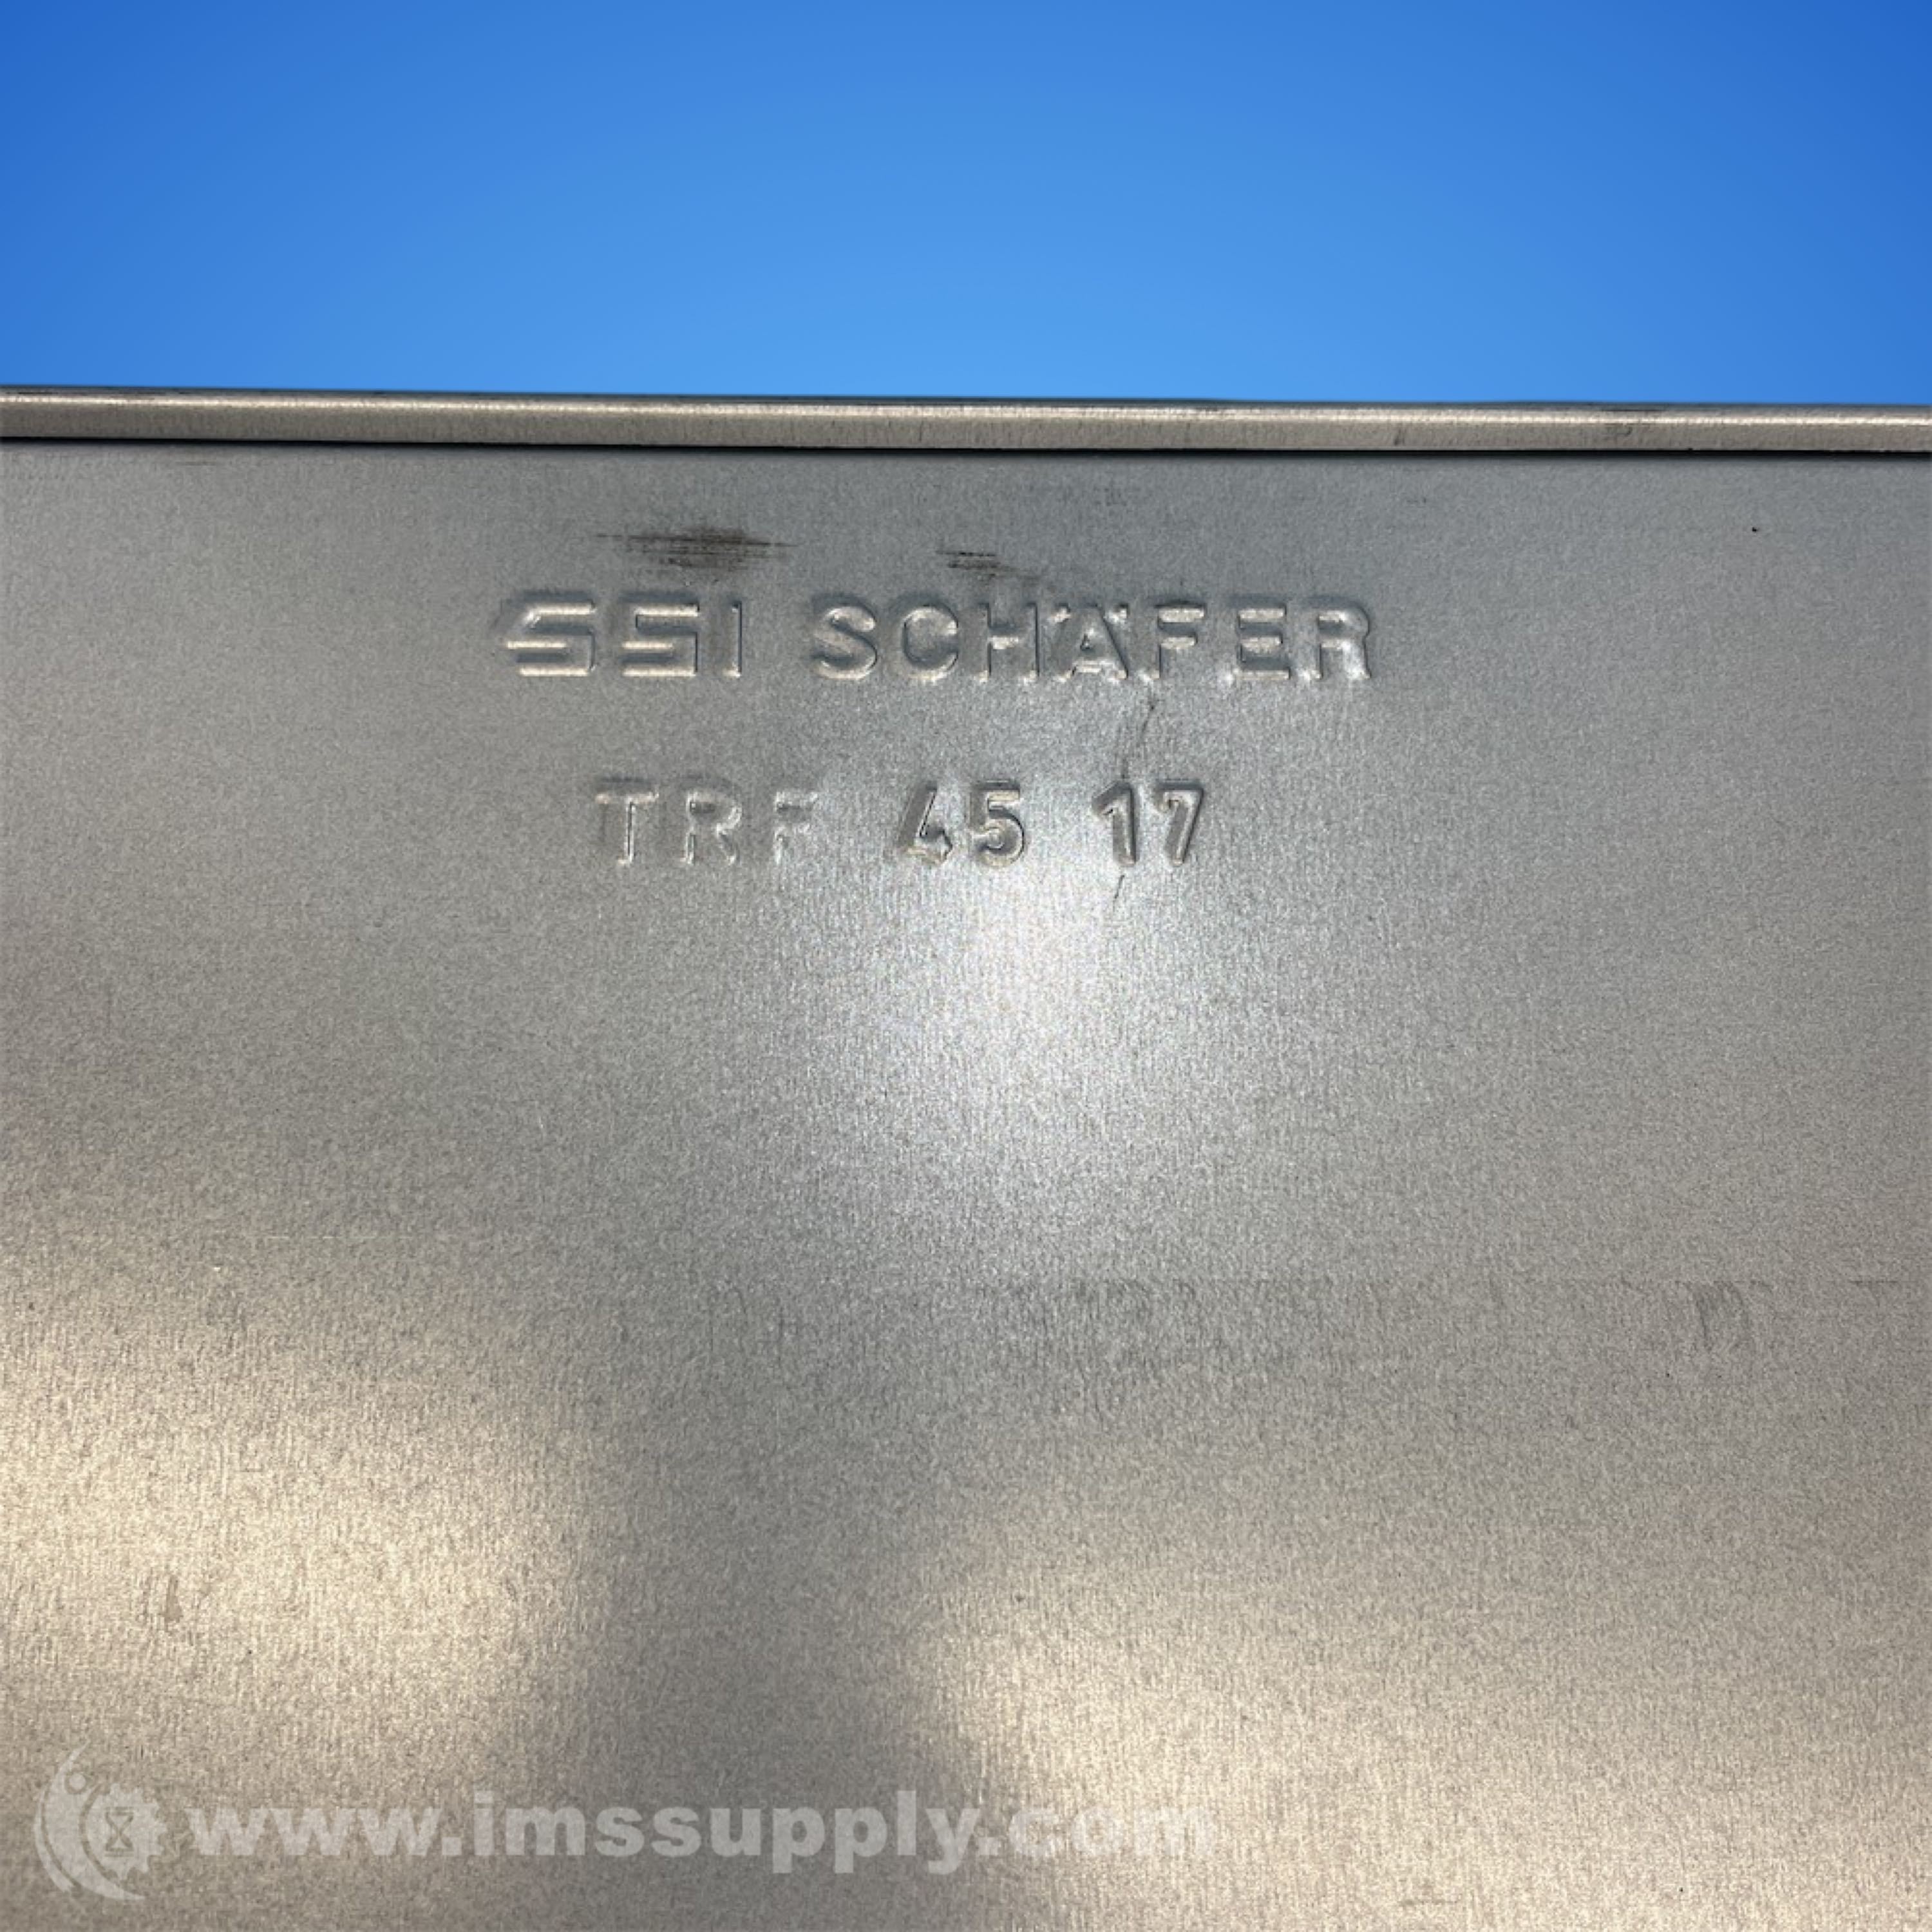 SSI SCHÄFER
TRF 45 17
www.imssupply.com